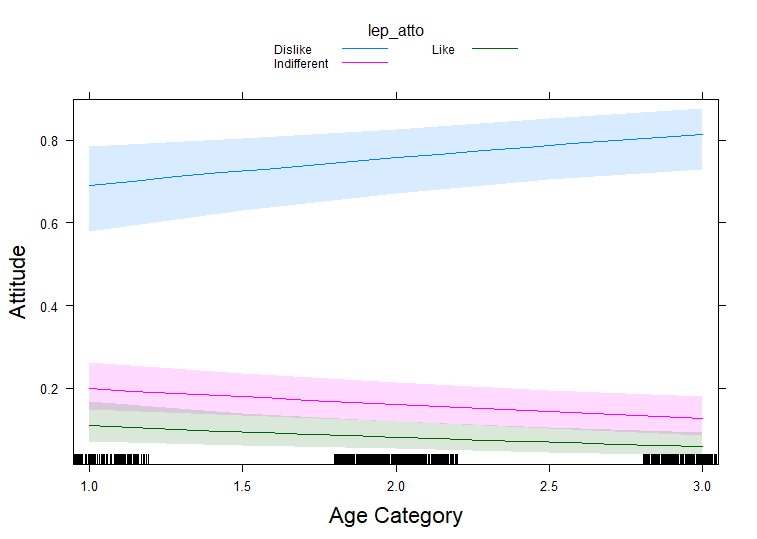 lep_atto
Dislike
Like
Indifferent
0.8
0.6
0.4
0.2
Attitude
1.0
1.5
2.0
2.5
3.0
Age Category